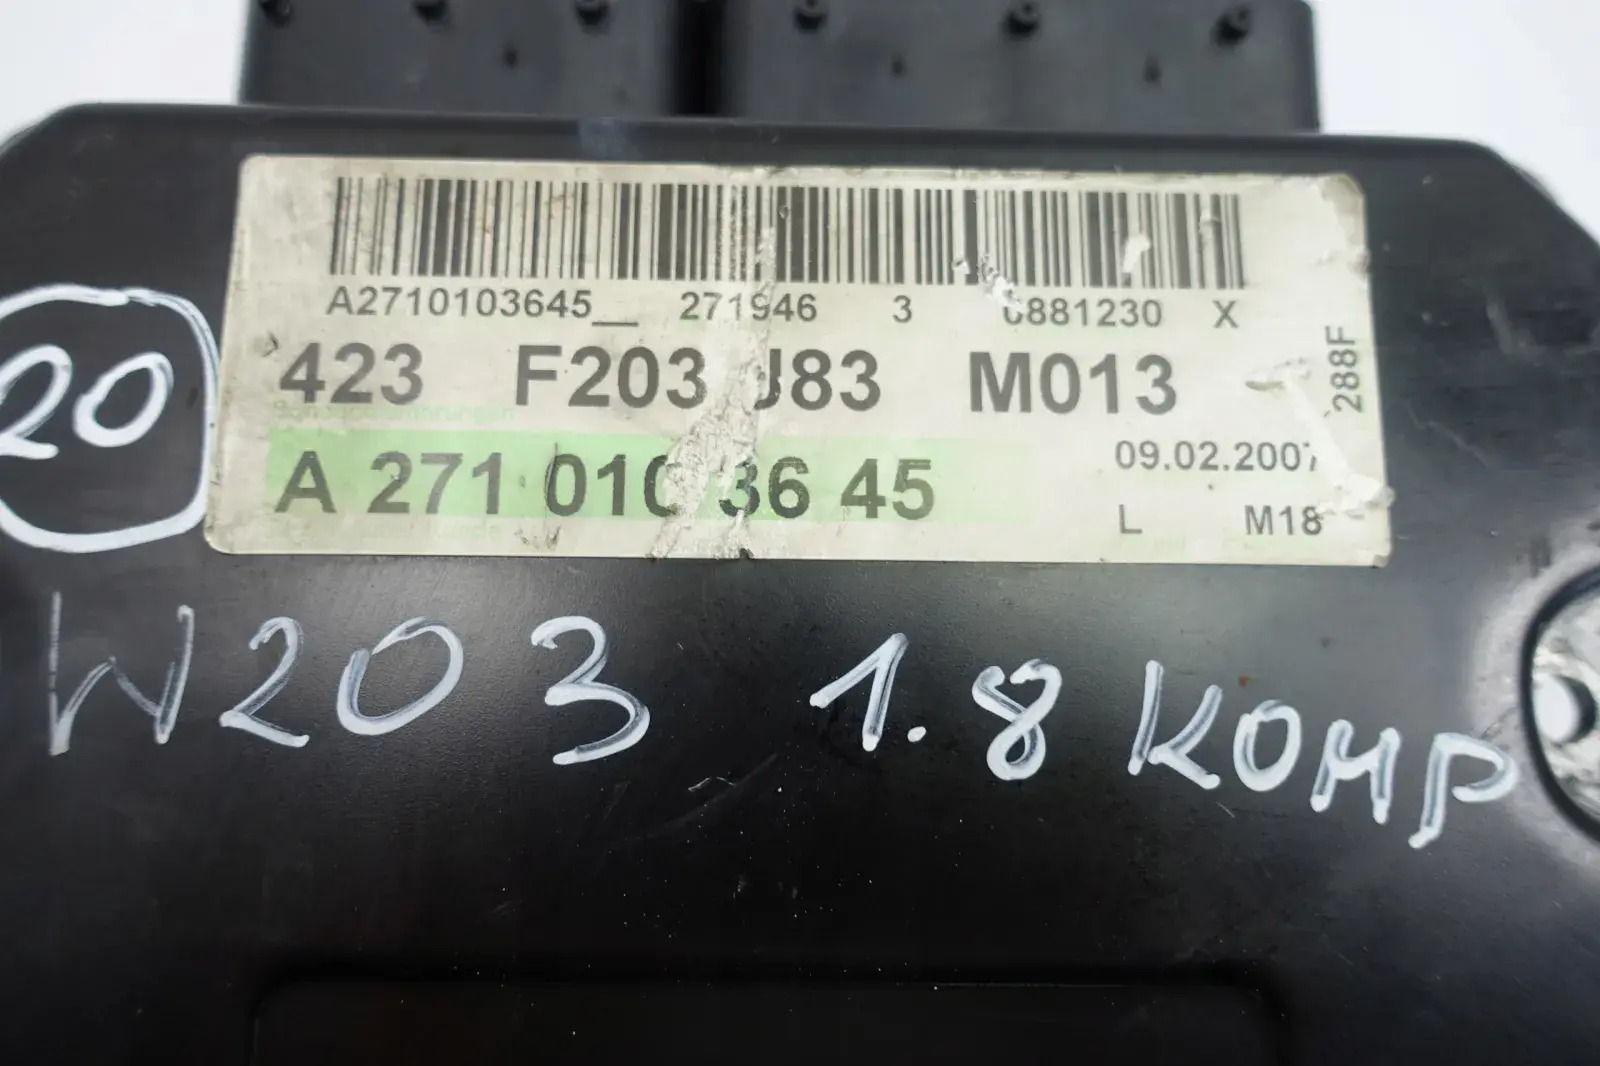 A2710103645__ 271946 3 0881230 X
423 F203 J83 M013
288F
A 271 010 36 45
09.02.2007
L M18
20
W203 1.8 KOMP